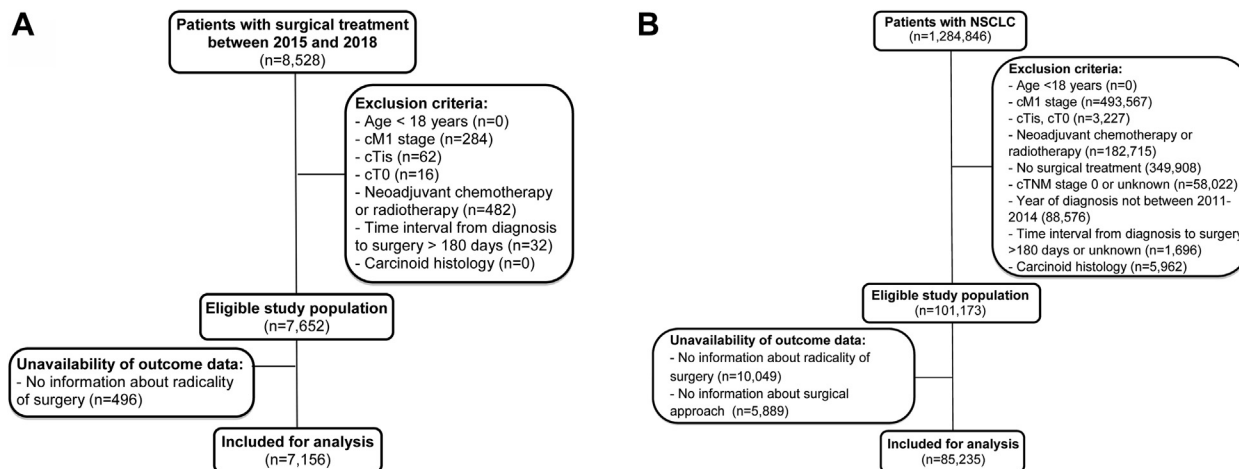 A
Patients with surgical treatment
between 2015 and 2018
(n=8,528)
Exclusion criteria:
- Age < 18 years (n=0)
- cM1 stage (n=284)
- cTis (n=62)
- cT0 (n=16)
- Neoadjuvant chemotherapy
or radiotherapy (n=482)
- Time interval from diagnosis
to surgery > 180 days (n=32)
- Carcinoid histology (n=0)
Eligible study population
(n=7,652)
Unavailability of outcome data:
- No information about radicality
of surgery (n=496)
Included for analysis
(n=7,156)
B
Patients with NSCLC
(n=1,284,846)
Exclusion criteria:
- Age <18 years (n=0)
- cM1 stage (n=493,567)
- cTis, cT0 (n=3,227)
- Neoadjuvant chemotherapy or
radiotherapy (n=182,715)
- No surgical treatment (349,908)
- cTNM stage 0 or unknown (n=58,022)
- Year of diagnosis not between 2011-
2014 (88,576)
- Time interval from diagnosis to surgery
>180 days or unknown (n=1,696)
- Carcinoid histology (n=5,962)
Eligible study population
(n=101,173)
Unavailability of outcome data:
- No information about radicality of
surgery (n=10,049)
- No information about surgical
approach (n=5,889)
Included for analysis
(n=85,235)